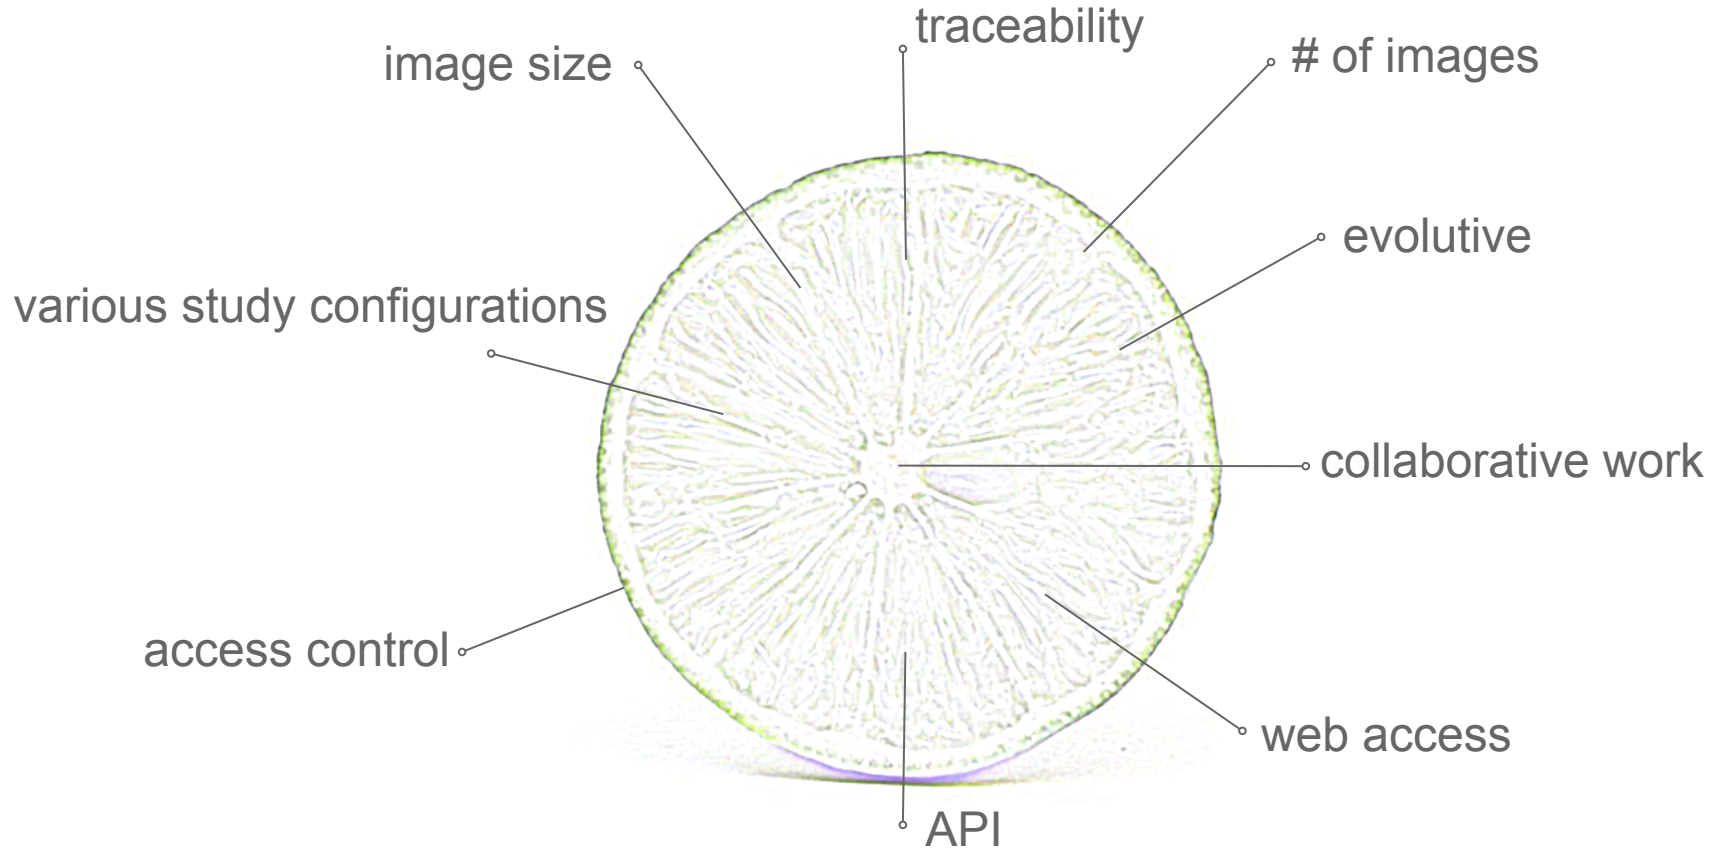 traceability
image size
# of images
evolutive
various study configurations
collaborative work
access control
web access
API